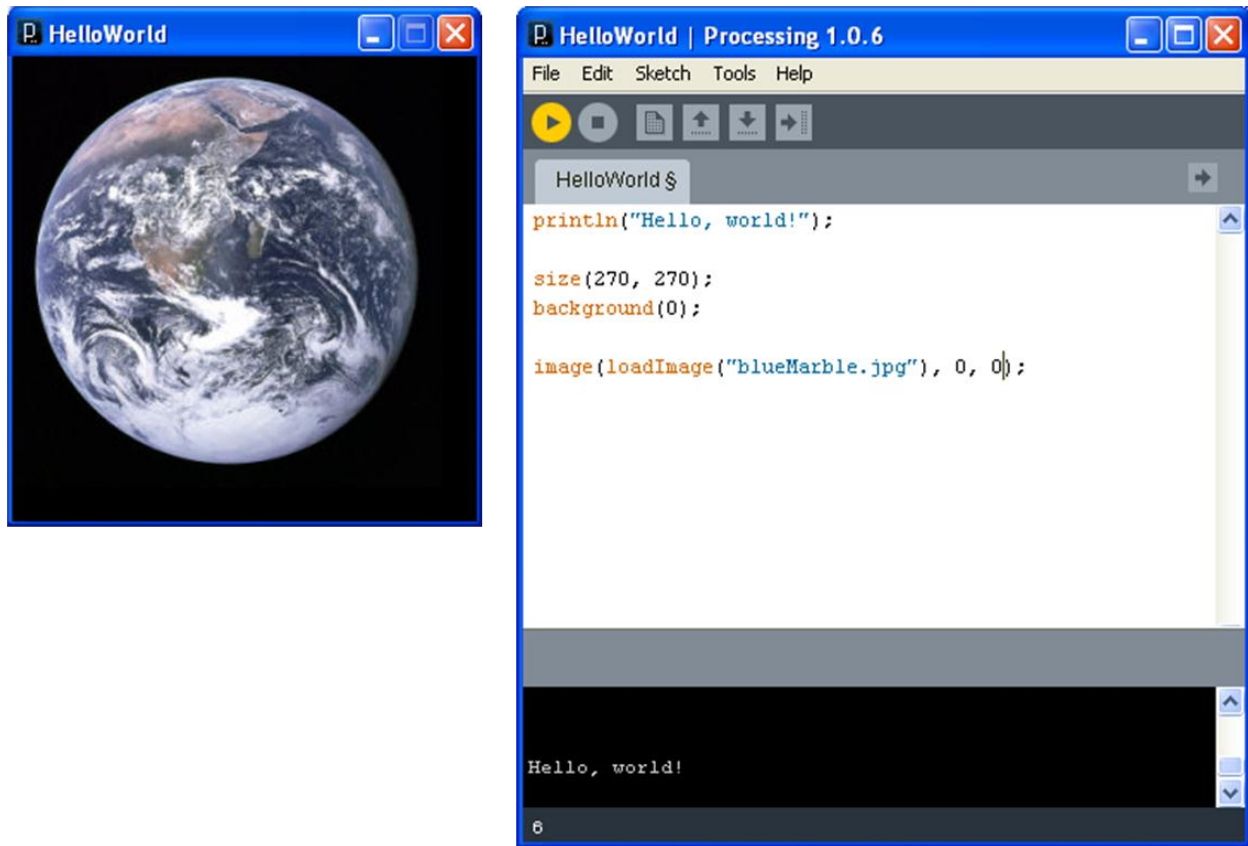 HelloWorld
HelloWorld | Processing 1.0.6
File Edit Sketch Tools Help
HelloWorld §
println("Hello, world!");
size(270, 270);
background(0);
image(loadImage("blueMarble.jpg"), 0, 0);
Hello, world!
6